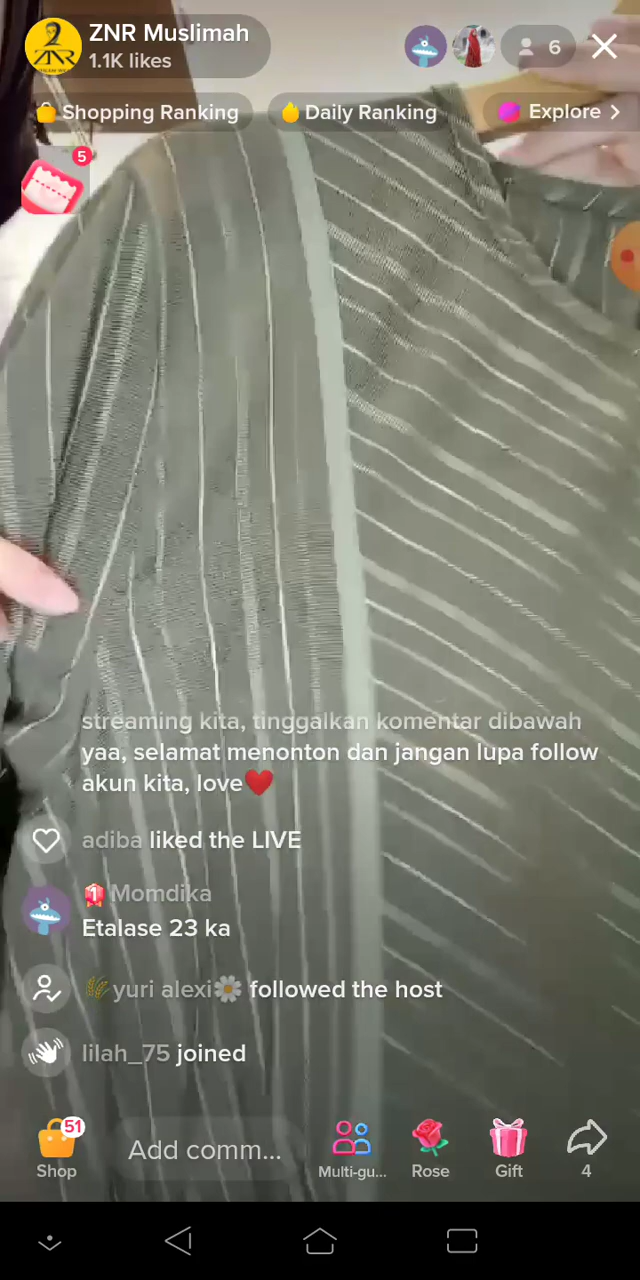 ZNR Muslimah
1.1K likes
6
Shopping Ranking
Daily Ranking
Explore
5
streaming kita, tinggalkan komentar dibawah
yaa, selamat menonton dan jangan lupa follow
akun kita, love❤️
adiba liked the LIVE
1 Momdika
Etalase 23 ka
🌾yuri alexi🌼 followed the host
lilah_75 joined
51
Shop
Add comm...
Multi-gu...
Rose
Gift
4